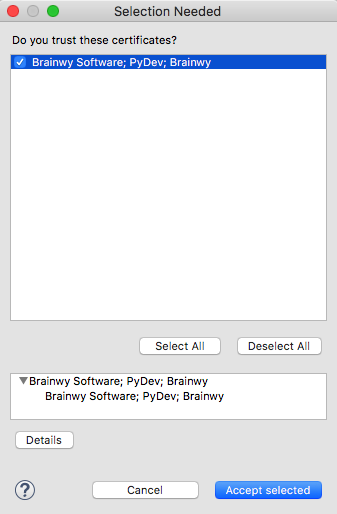 Selection Needed
Do you trust these certificates?
Brainwy Software; PyDev; Brainwy
Select All
Deselect All
Brainwy Software; PyDev; Brainwy
Brainwy Software; PyDev; Brainwy
Details
?
Cancel
Accept selected